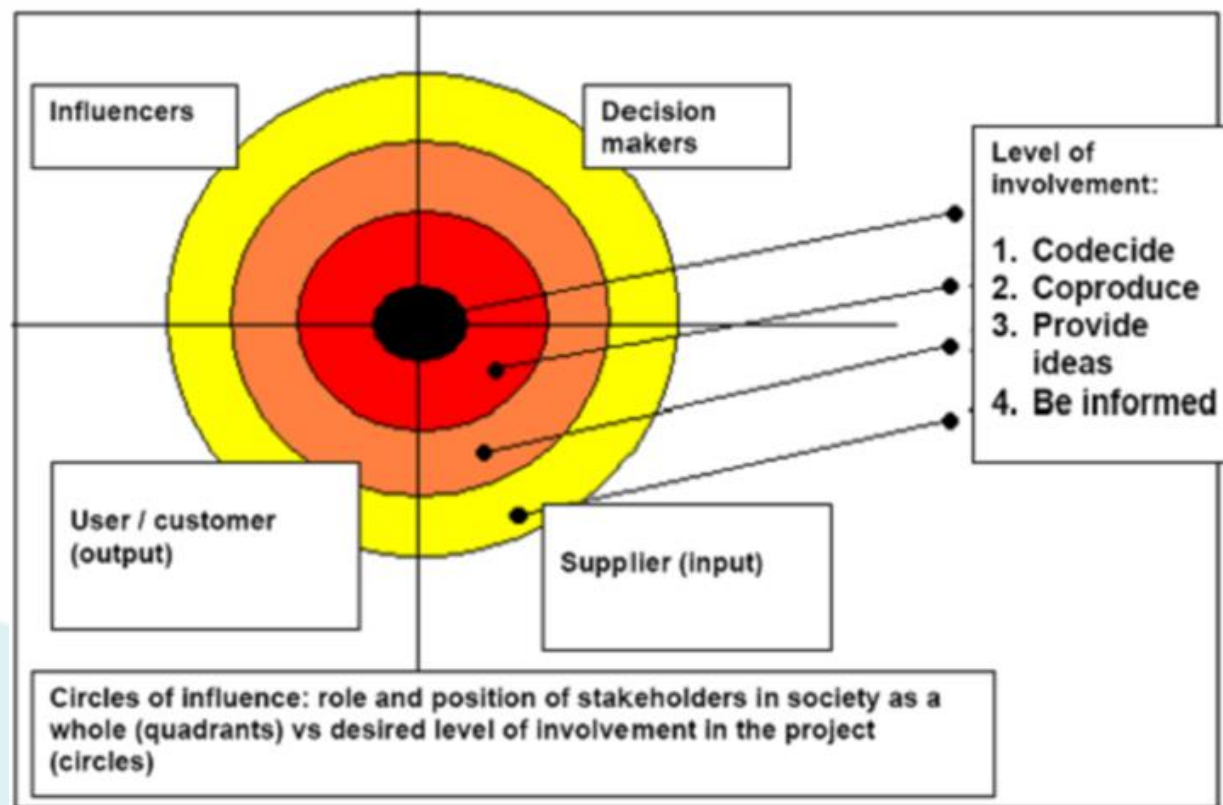 Influencers
Decision
makers
Level of
involvement:
1. Codecide
2. Coproduce
3. Provide
ideas
4. Be informed
User / customer
(output)
Supplier (input)
Circles of influence: role and position of stakeholders in society as a
whole (quadrants) vs desired level of involvement in the project
(circles)